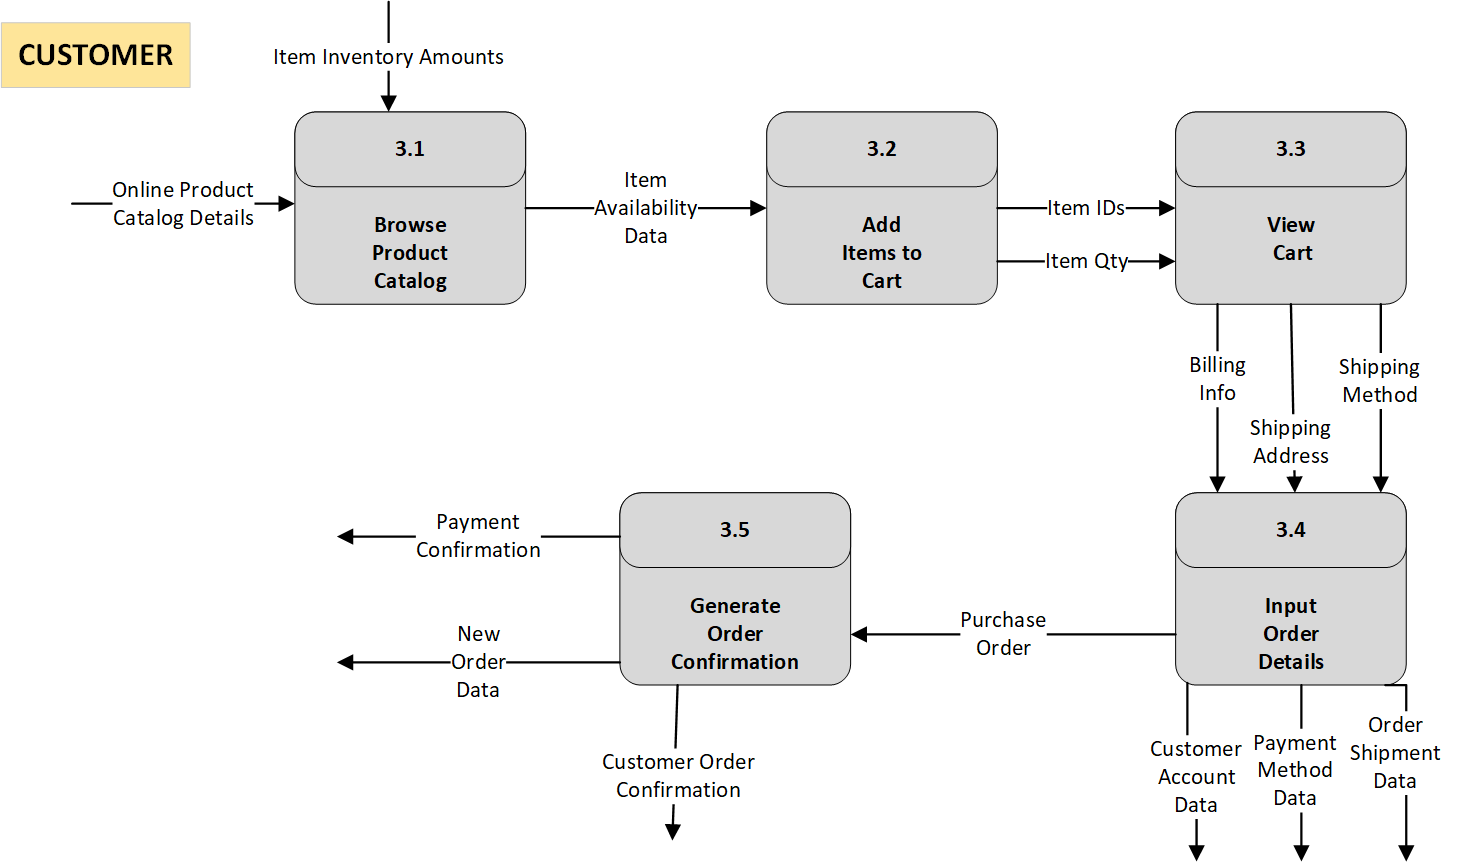 CUSTOMER
Item Inventory Amounts
3.1
Browse
Product
Catalog
Online Product
Catalog Details
Item
Availability
Data
3.2
Add
Items to
Cart
Item IDs
Item Qty
3.3
View
Cart
Billing
Info
Shipping
Address
Shipping
Method
3.4
Input
Order
Details
Purchase
Order
3.5
Generate
Order
Confirmation
Payment
Confirmation
New
Order
Data
Customer Order
Confirmation
Customer
Account
Data
Payment
Method
Data
Order
Shipment
Data